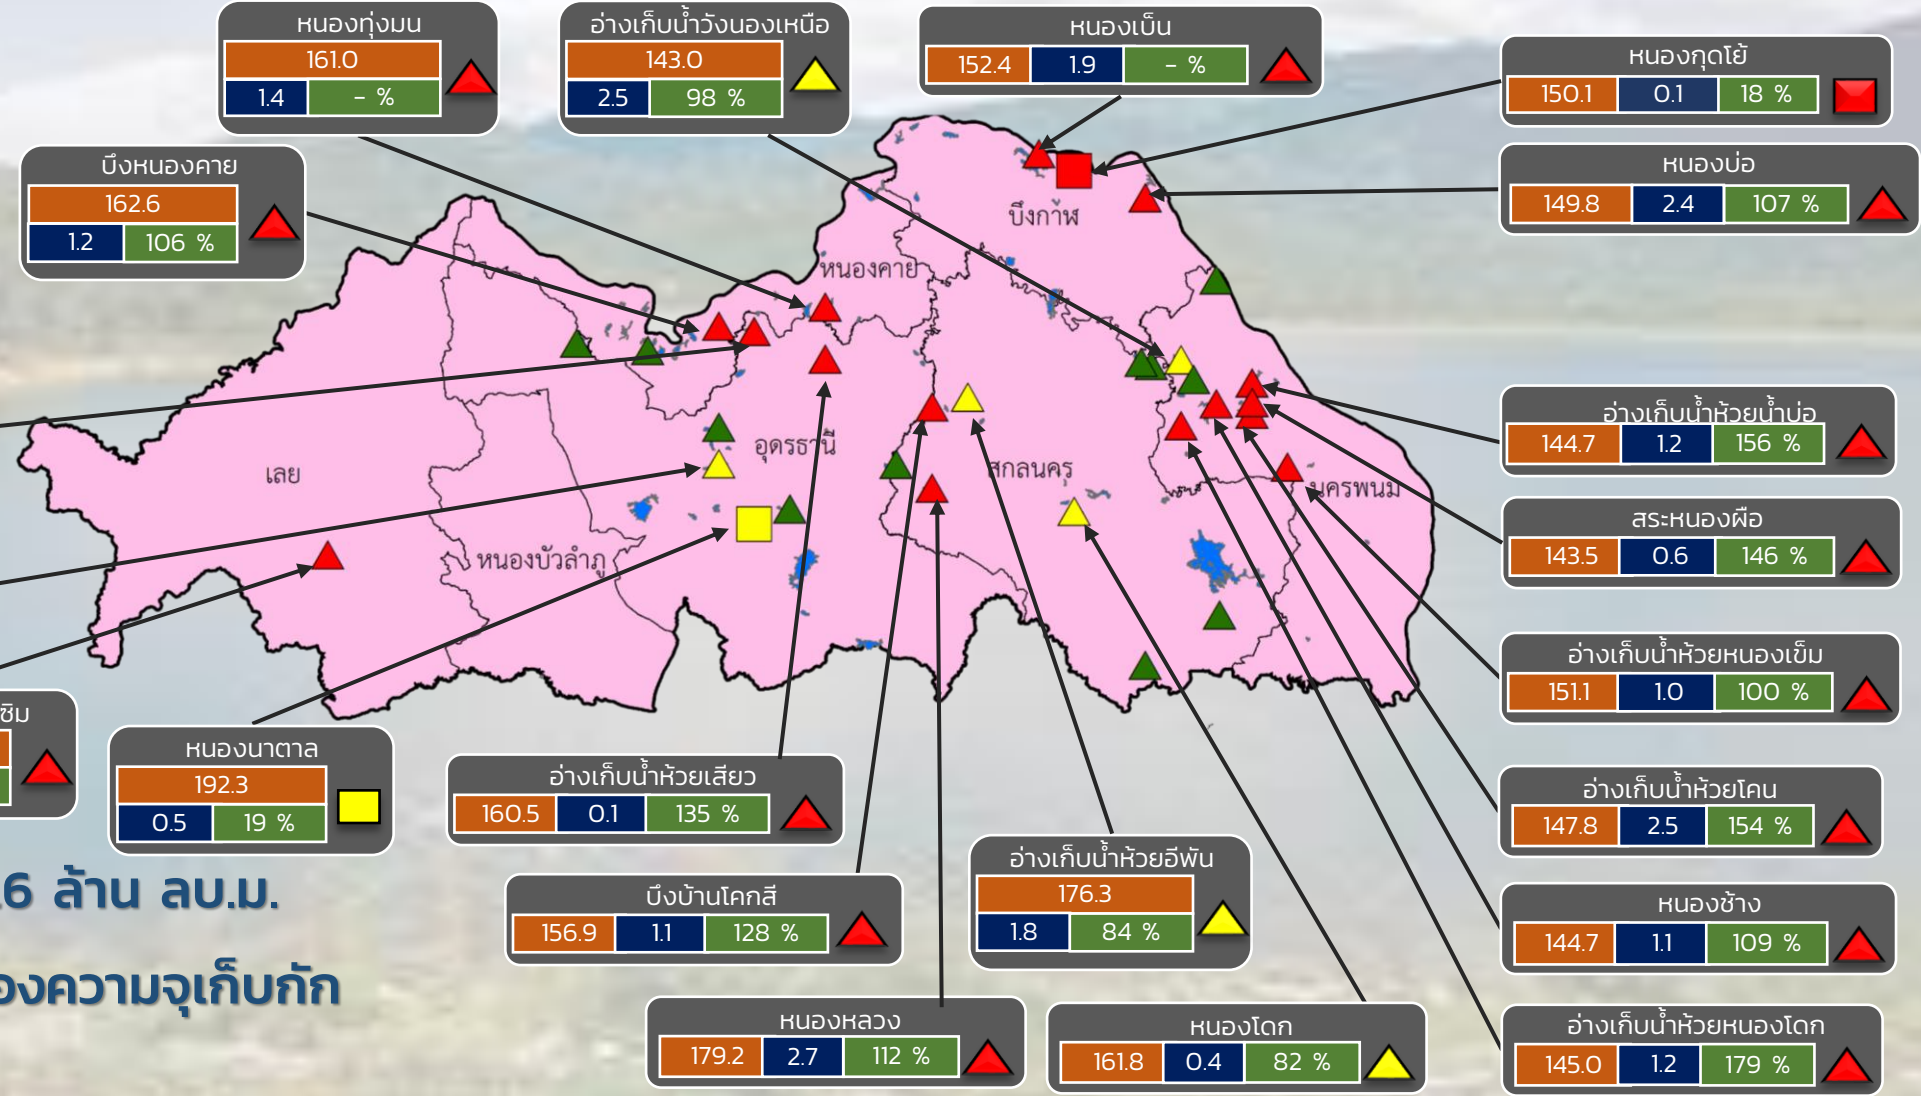 หนองทุ่งมน
161.0
1.4 - %
อ่างเก็บน้ำวังนองเหนือ
143.0
2.5 98 %
หนองเบ็น
152.4 1.9 - %
หนองกุดโย้
150.1 0.1 18 %
บึงหนองคาย
162.6
1.2 106 %
หนองบ่อ
149.8 2.4 107 %
บึงกาฬ
หนองคาย
อุดรธานี
เลย
สกลนคร
นครพนม
หนองบัวลำภู
อ่างเก็บน้ำห้วยน้ำบ่อ
144.7 1.2 156 %
สระหนองผือ
143.5 0.6 146 %
อ่างเก็บน้ำห้วยหนองเข็ม
151.1 1.0 100 %
ซิม
หนองนาตาล
192.3
0.5 19 %
อ่างเก็บน้ำห้วยเสียว
160.5 0.1 135 %
อ่างเก็บน้ำห้วยโคน
147.8 2.5 154 %
อ่างเก็บน้ำห้วยอีพัน
176.3
1.8 84 %
บึงบ้านโคกสี
156.9 1.1 128 %
หนองช้าง
144.7 1.1 109 %
.6 ล้าน ลบ.ม.
องความจุเก็บกัก
หนองหลวง
179.2 2.7 112 %
หนองโดก
161.8 0.4 82 %
อ่างเก็บน้ำห้วยหนองโดก
145.0 1.2 179 %